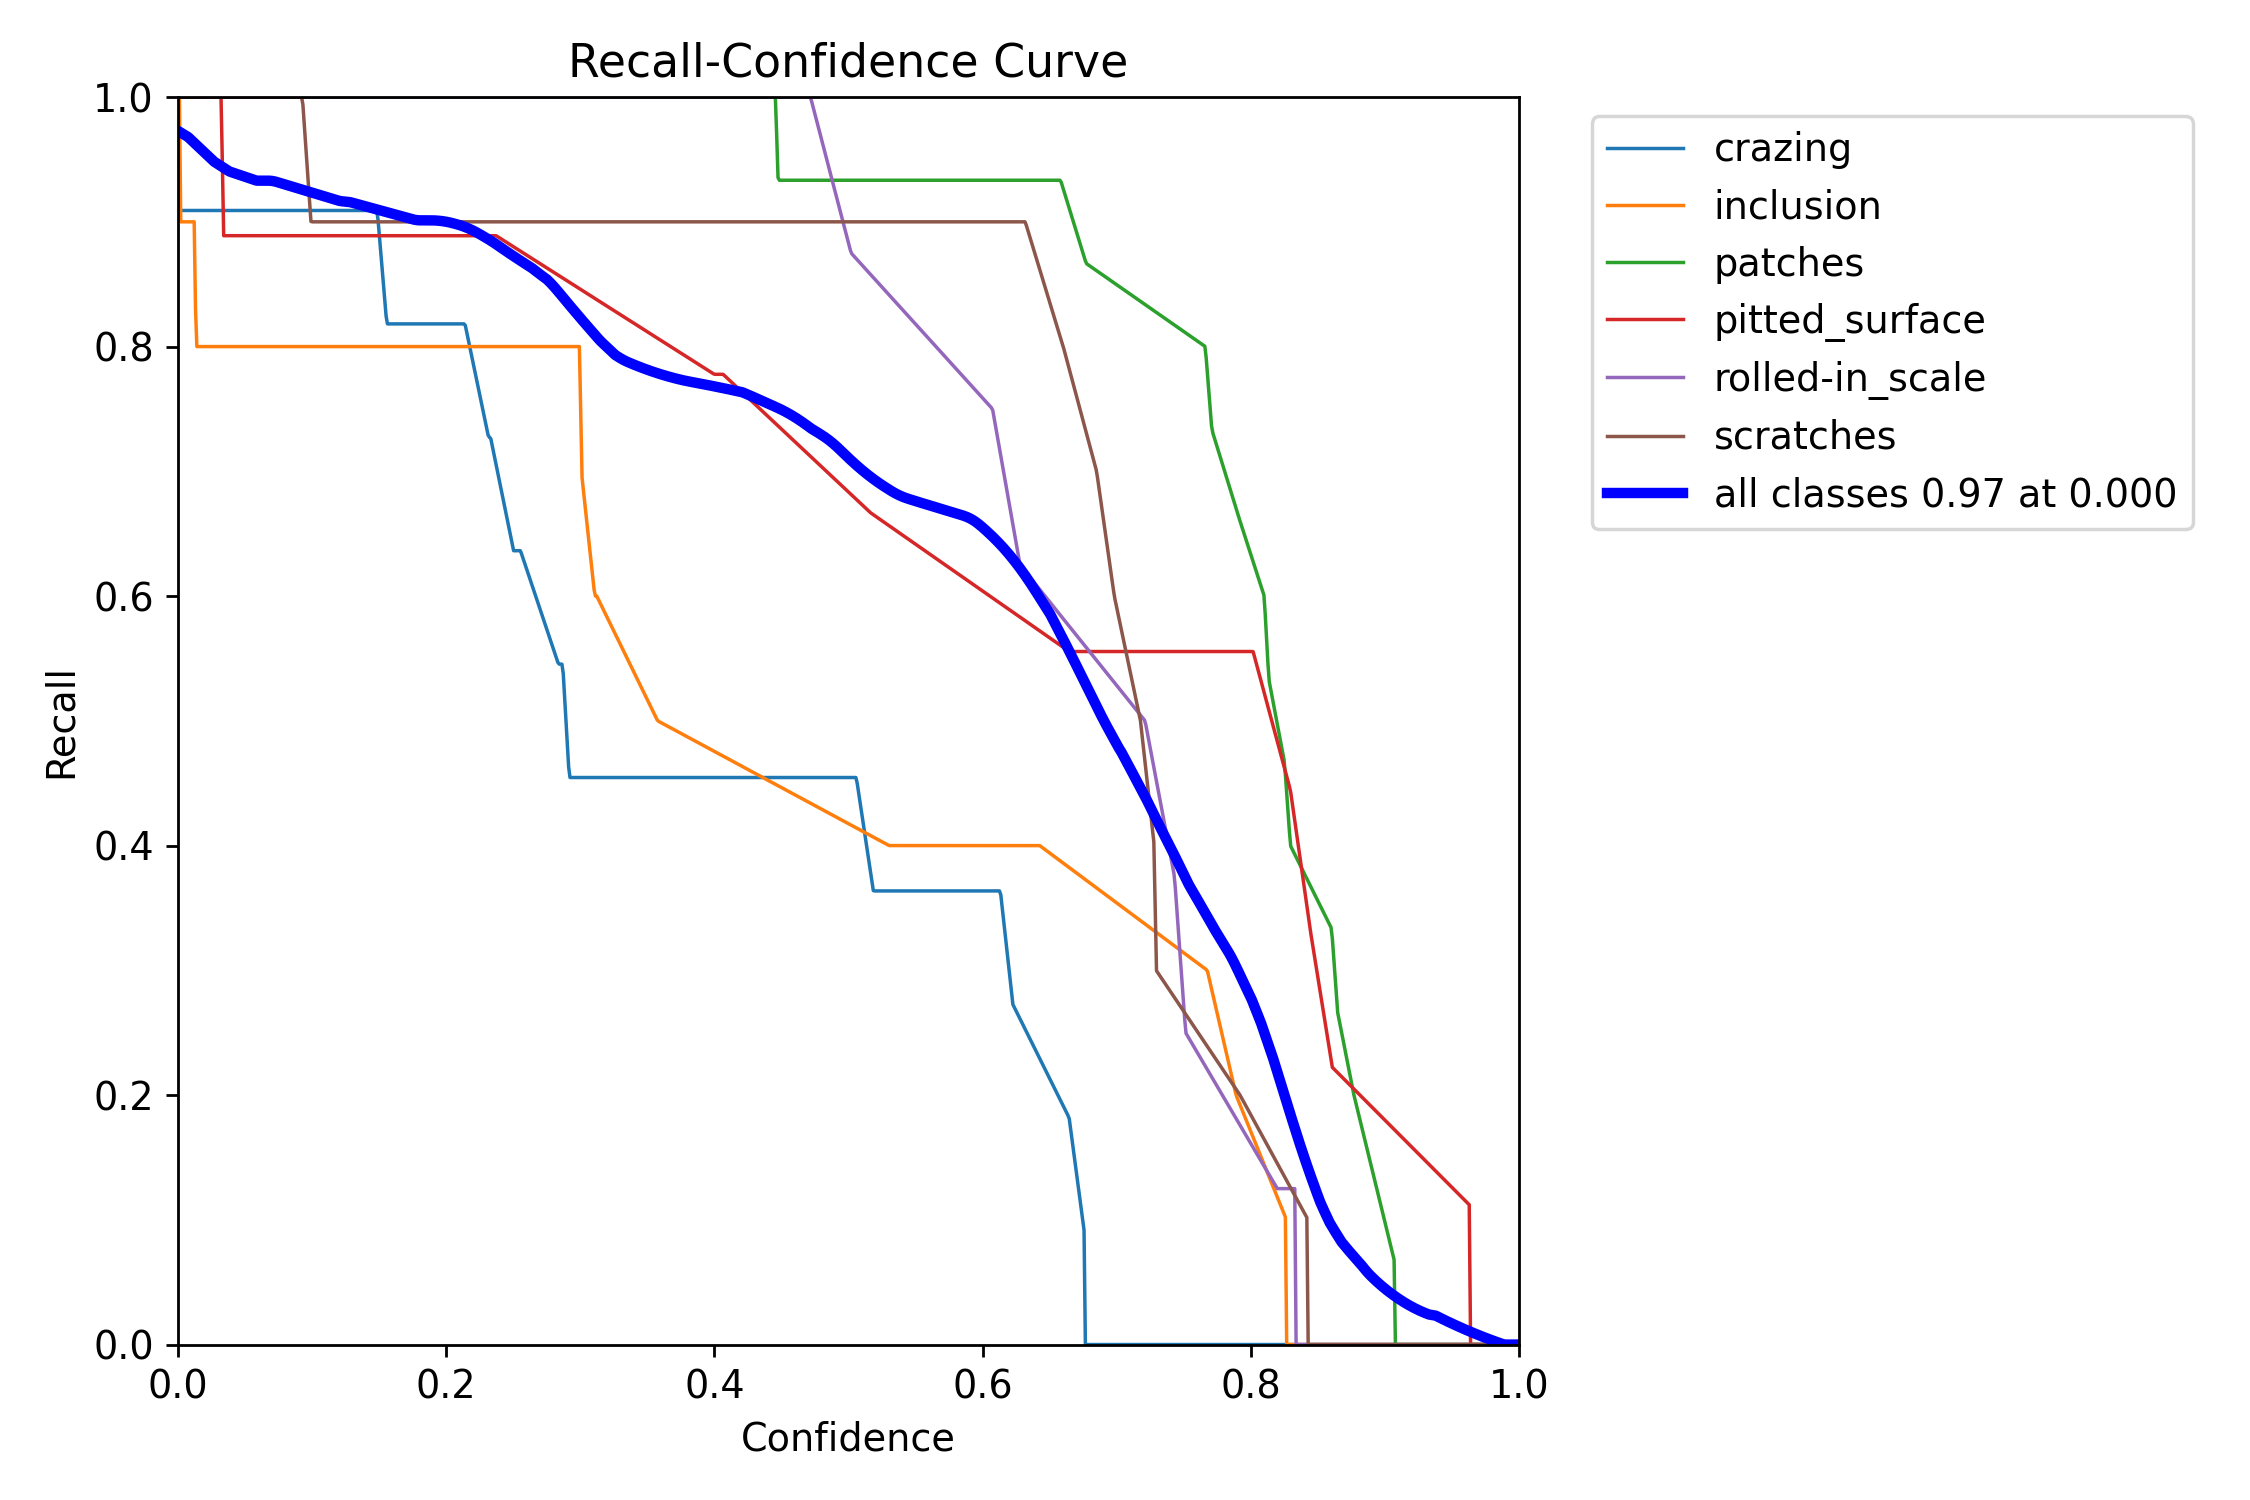 Recall-Confidence Curve
1.0
0.8
0.6
0.4
0.2
0.0
Recall
0.0 0.2 0.4 0.6 0.8 1.0
Confidence
crazing
inclusion
patches
pitted_surface
rolled-in_scale
scratches
all classes 0.97 at 0.000